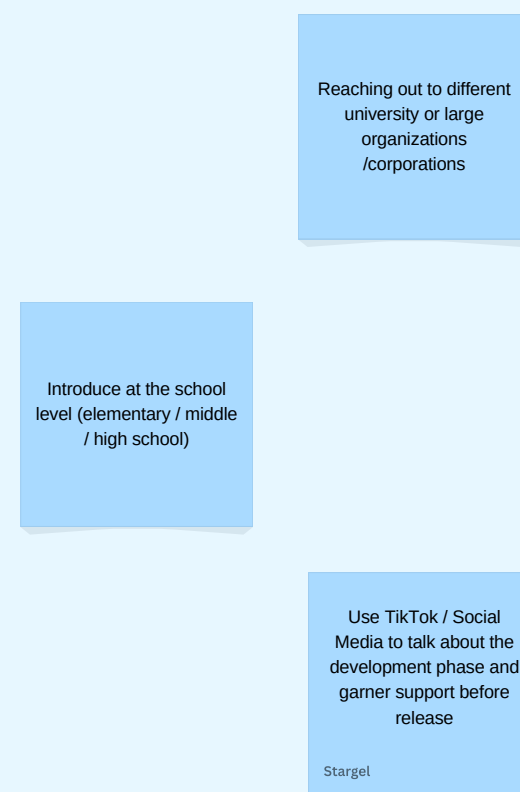 Reaching out to different
university or large
organizations
/corporations
Introduce at the school
level (elementary / middle
/ high school)
Use TikTok / Social
Media to talk about the
development phase and
garner support before
release
Stargel